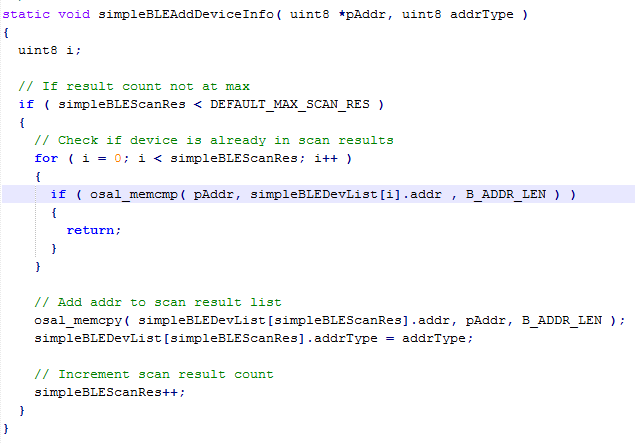 static void simpleBLEAddDeviceInfo( uint8 *pAddr, uint8 addrType )
{
  uint8 i;

  // If result count not at max
  if ( simpleBLEScanRes < DEFAULT_MAX_SCAN_RES )
  {
    // Check if device is already in scan results
    for ( i = 0; i < simpleBLEScanRes; i++ )
    {
      if ( osal_memcmp( pAddr, simpleBLEDevList[i].addr , B_ADDR_LEN ) )
      {
        return;
      }
    }

    // Add addr to scan result list
    osal_memcpy( simpleBLEDevList[simpleBLEScanRes].addr, pAddr, B_ADDR_LEN );
    simpleBLEDevList[simpleBLEScanRes].addrType = addrType;

    // Increment scan result count
    simpleBLEScanRes++;
  }
}